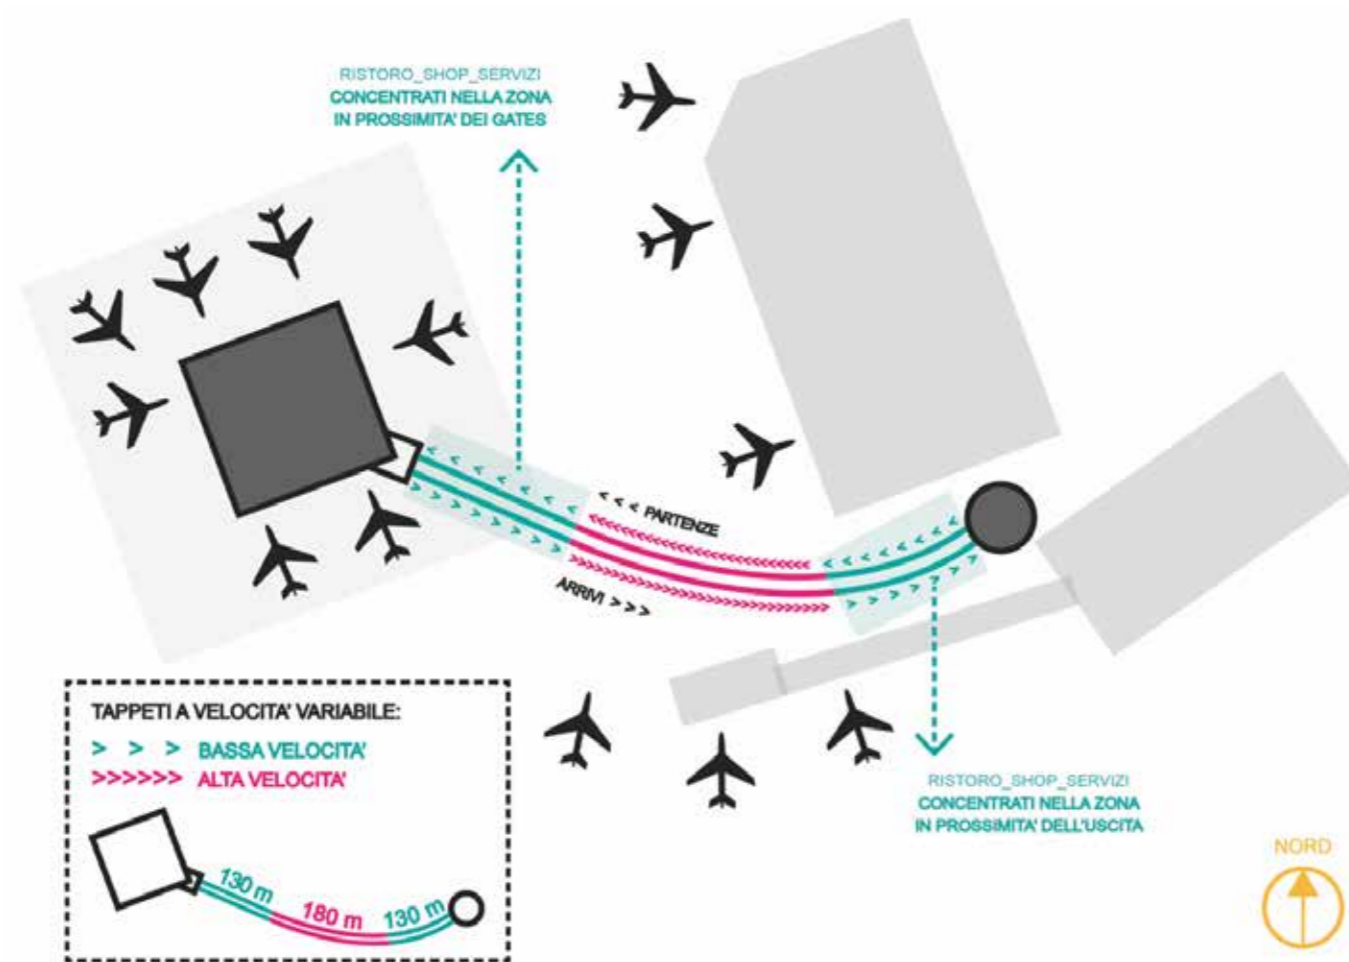 RISTORO_SHOP_SERVIZI
CONCENTRATI NELLA ZONA
IN PROSSIMITA' DEI GATES
< < < PARTENZE
ARRIVI > > >
TAPPETI A VELOCITA' VARIABILE:
> > > BASSA VELOCITA'
>>>>>> ALTA VELOCITA'
130 m
180 m
130 m
RISTORO_SHOP_SERVIZI
CONCENTRATI NELLA ZONA
IN PROSSIMITA' DELL'USCITA
NORD